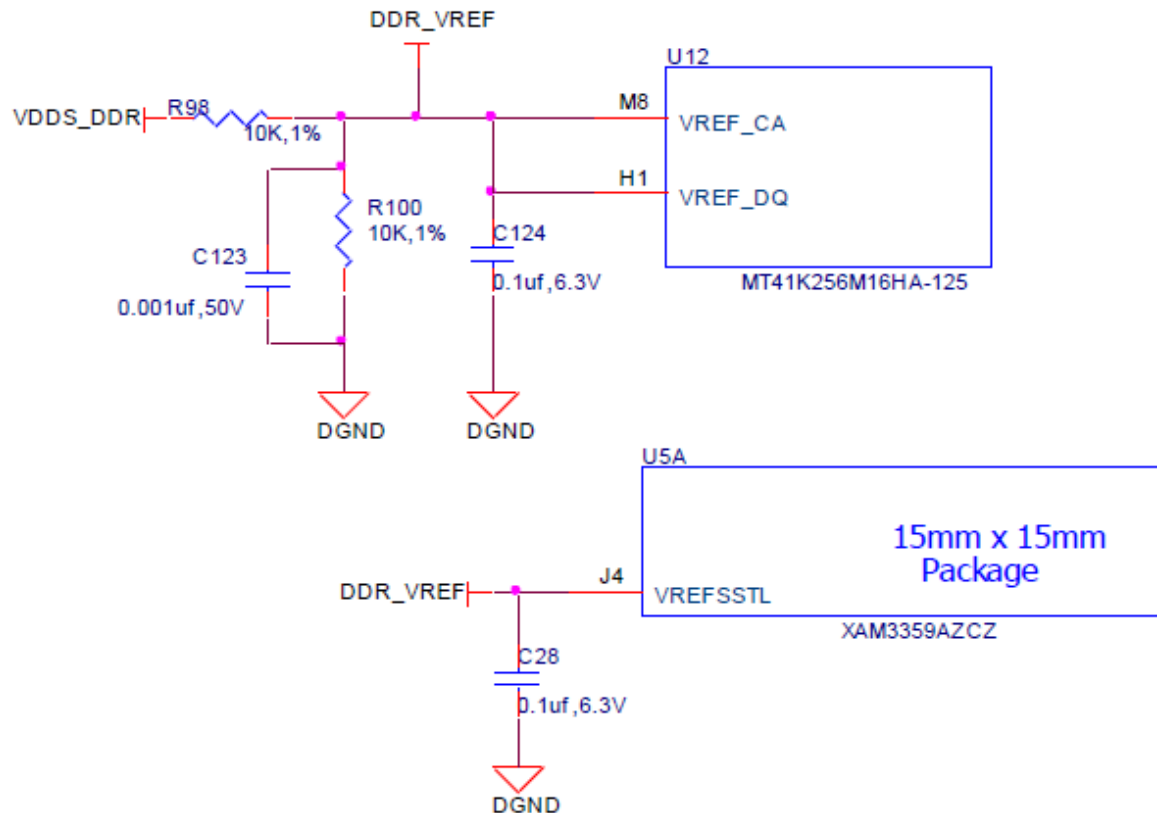 DDR_VREF
U12
VDDS_DDR
R98
10K,1%
M8
VREF_CA
H1
VREF_DQ
R100
10K,1%
C123
0.001uf,50V
C124
0.1uf,6.3V
MT41K256M16HA-125
DGND
DGND
U5A
15mm x 15mm
Package
DDR_VREF
J4
VREFSSTL
XAM3359AZCZ
C28
0.1uf,6.3V
DGND